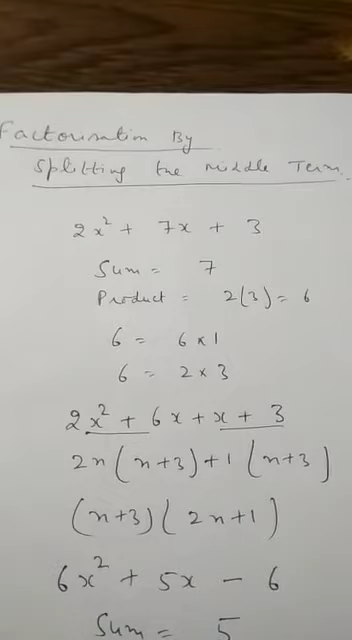 Factorisation By
Splitting the middle Term.
2x² + 7x + 3
Sum = 7
Product = 2(3) = 6
6 = 6 x 1
6 = 2 x 3
2x² + 6x + x + 3
2x(x+3)+1(x+3)
(x+3)(2x+1)
6x² + 5x - 6
Sum = 5